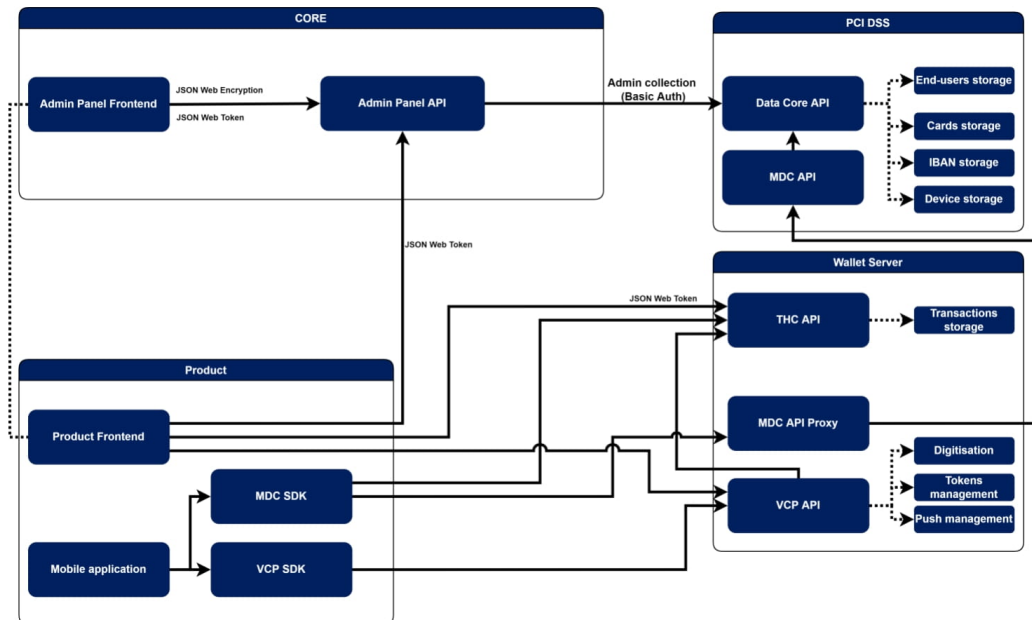 CORE
Admin Panel Frontend
JSON Web Encryption
JSON Web Token
Admin Panel API
Admin collection
(Basic Auth)
JSON Web Token
PCI DSS
Data Core API
MDC API
End-users storage
Cards storage
IBAN storage
Device storage
Product
Product Frontend
Mobile application
MDC SDK
VCP SDK
JSON Web Token
Wallet Server
THC API
Transactions
storage
MDC API Proxy
VCP API
Digitisation
Tokens
management
Push management